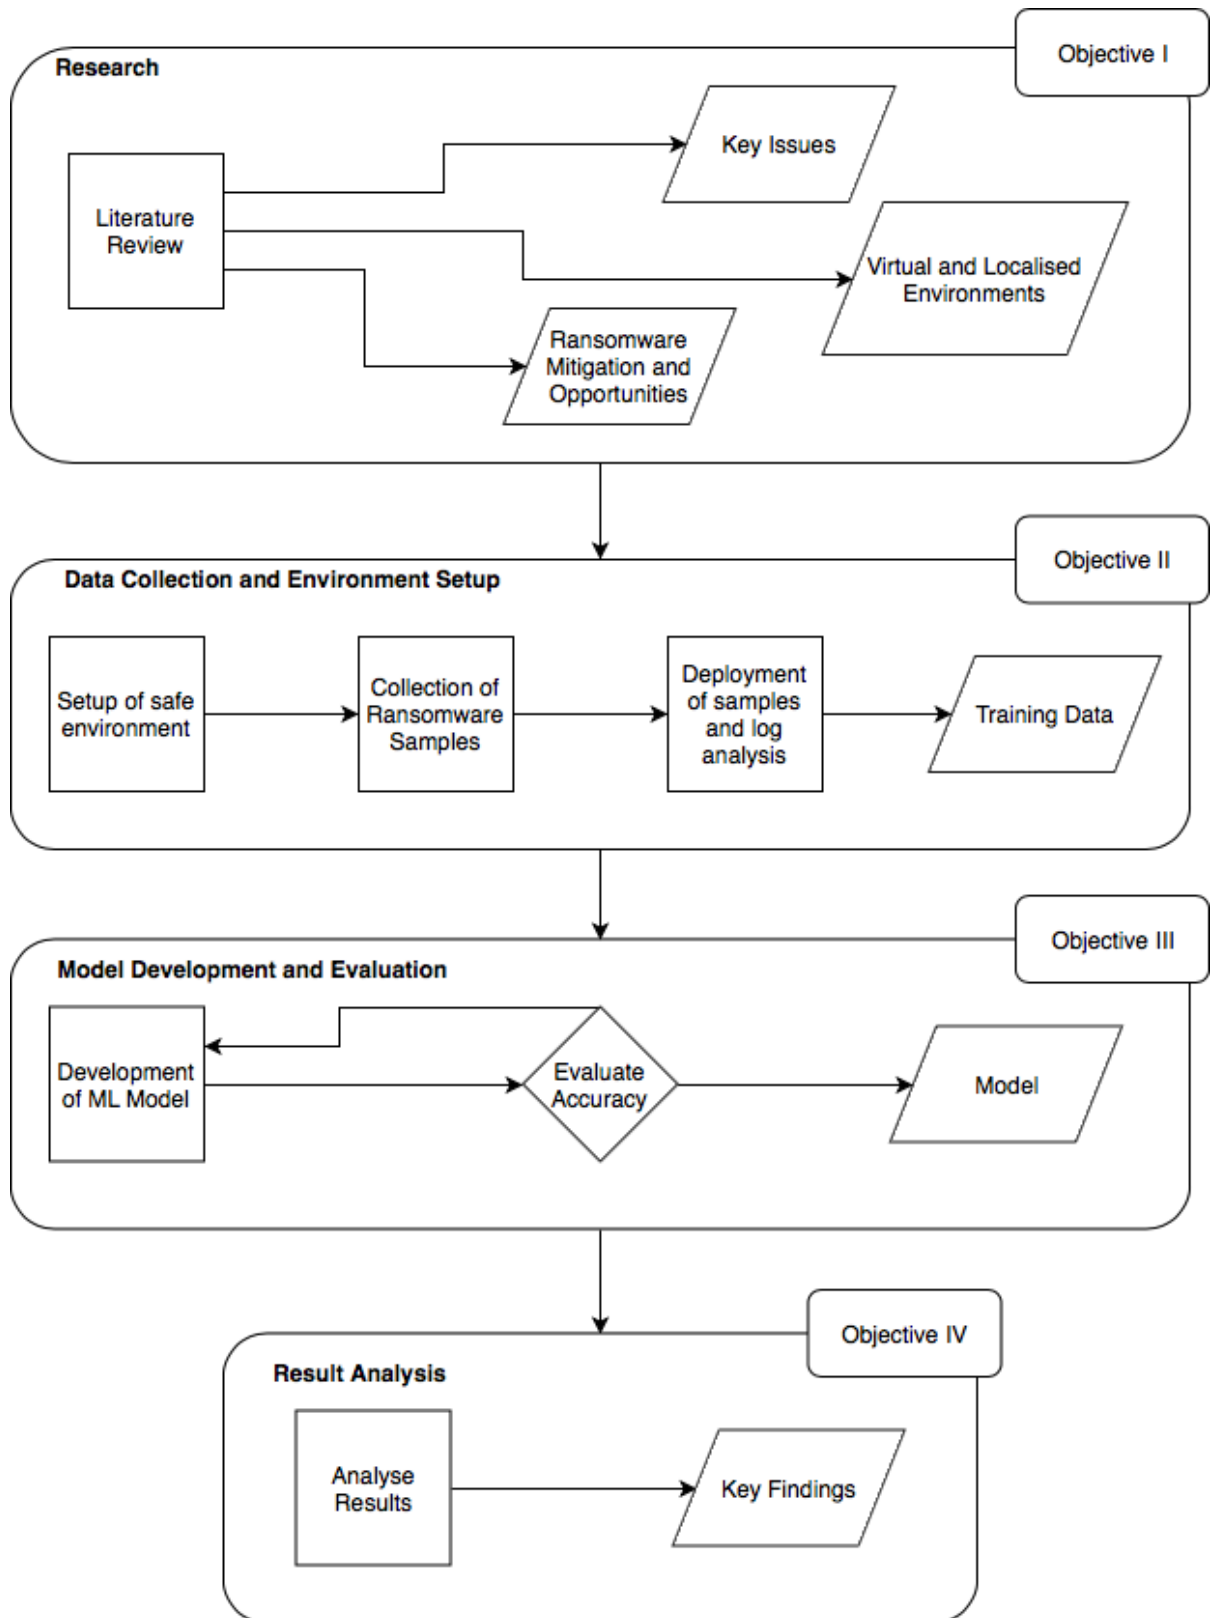 Objective I
Research
Key Issues
Literature
Review
Virtual and Localised
Environments
Ransomware
Mitigation and
Opportunities
Objective II
Data Collection and Environment Setup
Setup of safe
environment
Collection of
Ransomware
Samples
Deployment
of samples
and log
analysis
Training Data
Objective III
Model Development and Evaluation
Development
of ML Model
Evaluate
Accuracy
Model
Objective IV
Result Analysis
Analyse
Results
Key Findings